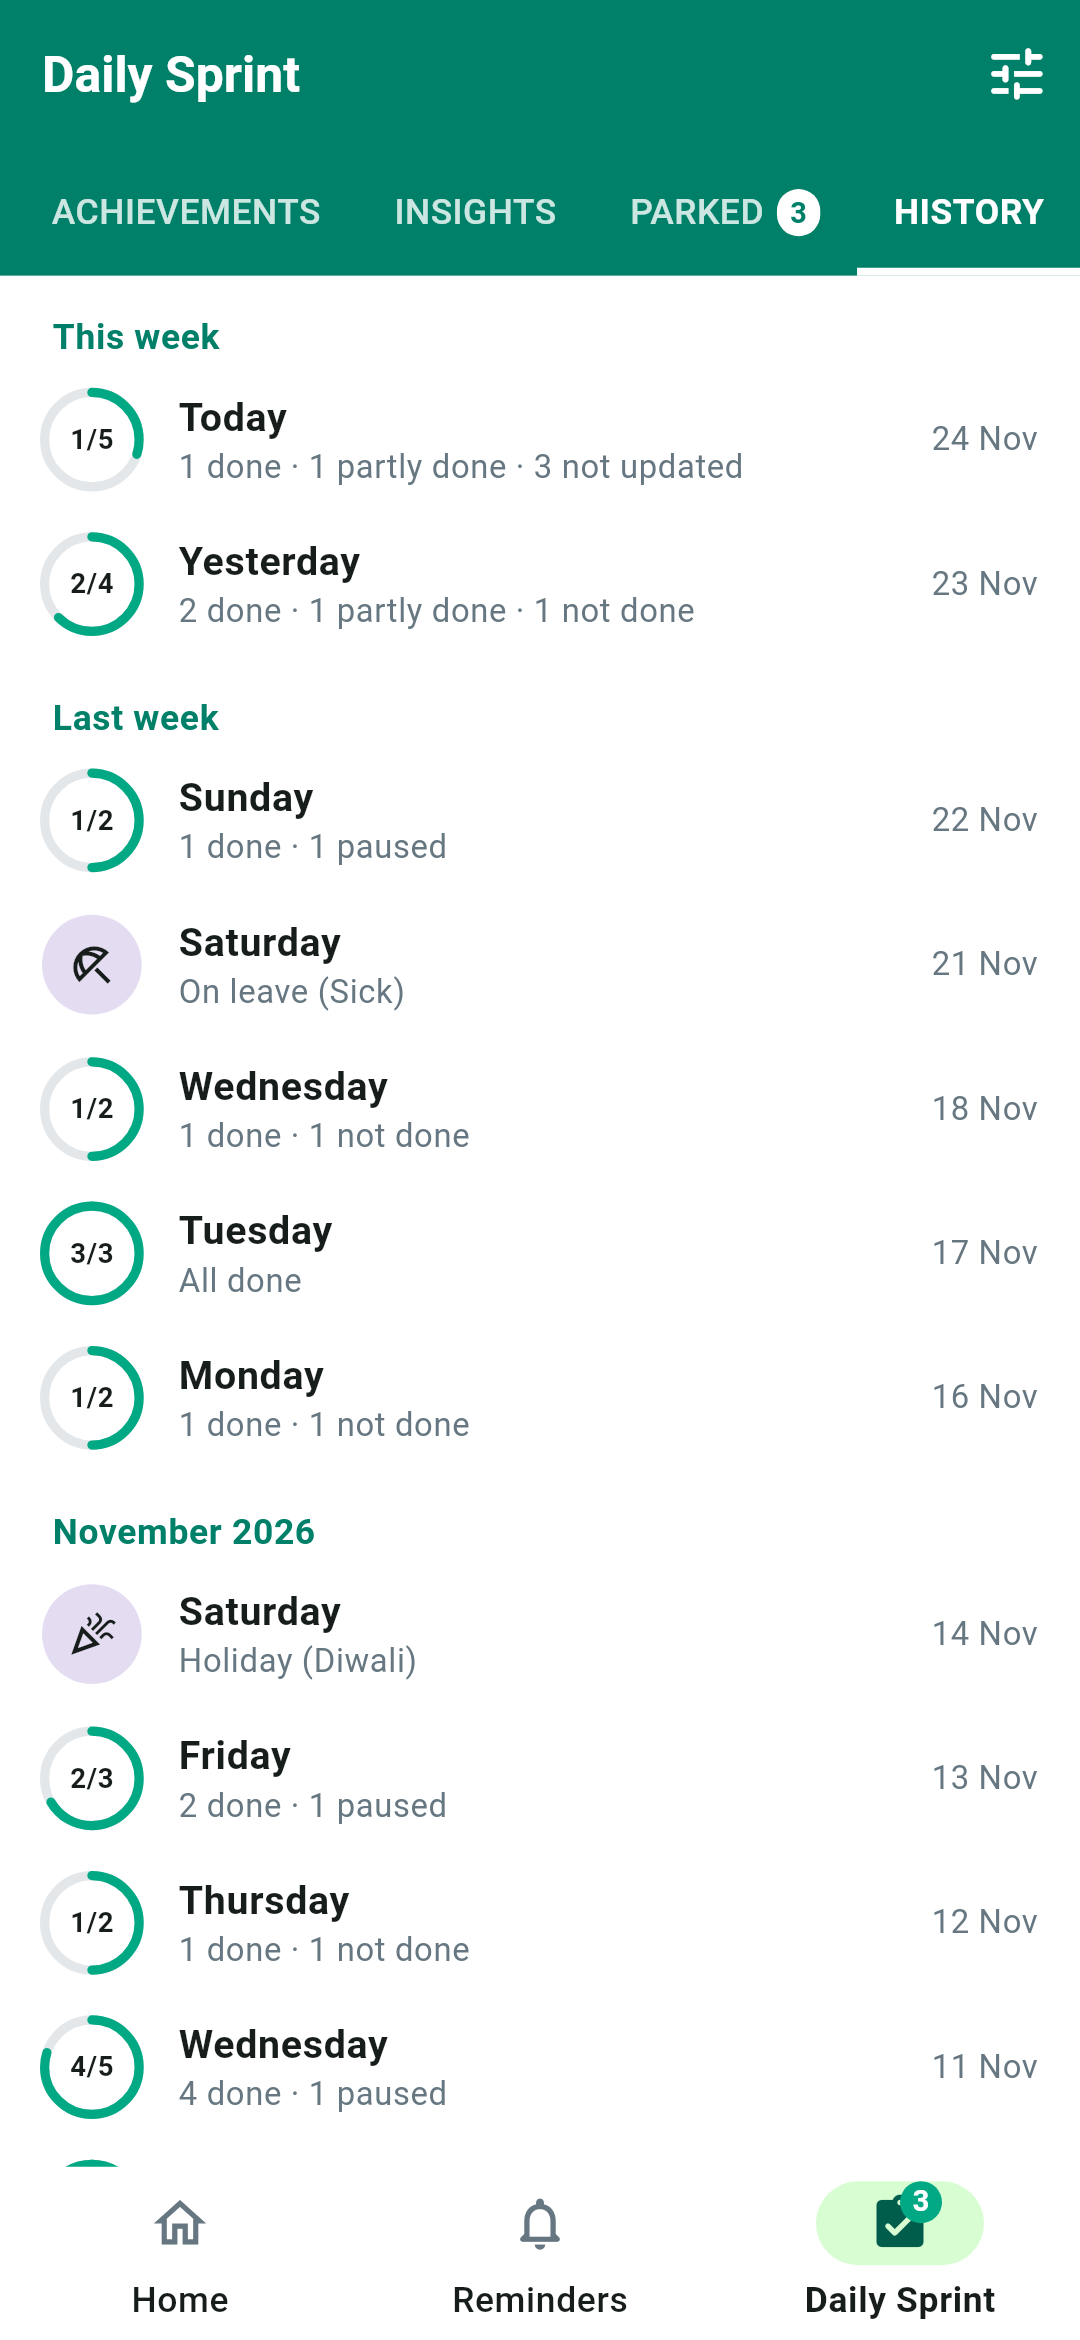 Daily Sprint
ACHIEVEMENTS INSIGHTS PARKED 3 HISTORY
This week
1/5 Today 24 Nov
1 done · 1 partly done · 3 not updated
2/4 Yesterday 23 Nov
2 done · 1 partly done · 1 not done
Last week
1/2 Sunday 22 Nov
1 done · 1 paused
Saturday 21 Nov
On leave (Sick)
1/2 Wednesday 18 Nov
1 done · 1 not done
3/3 Tuesday 17 Nov
All done
1/2 Monday 16 Nov
1 done · 1 not done
November 2026
Saturday 14 Nov
Holiday (Diwali)
2/3 Friday 13 Nov
2 done · 1 paused
1/2 Thursday 12 Nov
1 done · 1 not done
4/5 Wednesday 11 Nov
4 done · 1 paused
3
Home Reminders Daily Sprint